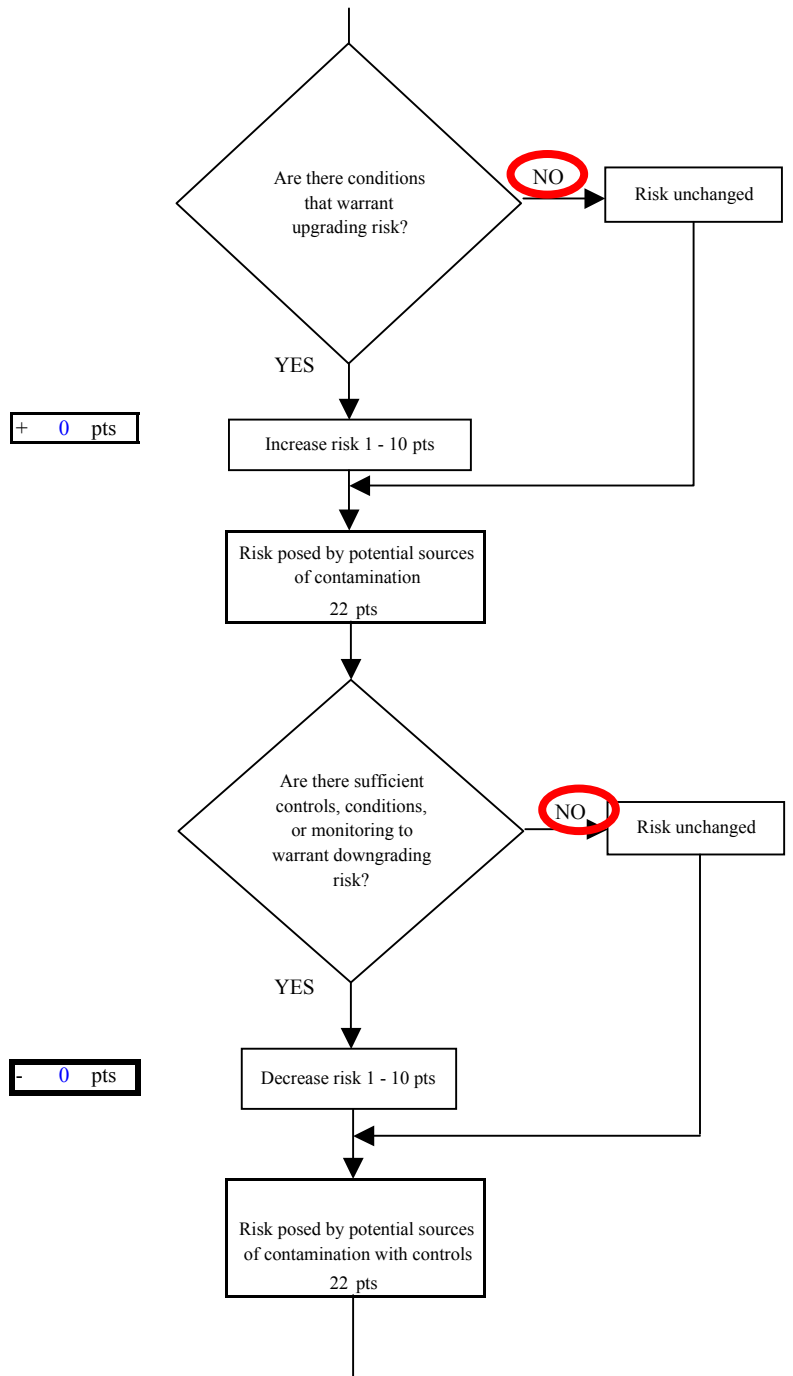 Are there conditions
that warrant
upgrading risk?
NO
Risk unchanged
YES
+ 0 pts
Increase risk 1 - 10 pts
Risk posed by potential sources
of contamination
22 pts
Are there sufficient
controls, conditions,
or monitoring to
warrant downgrading
risk?
NO
Risk unchanged
YES
- 0 pts
Decrease risk 1 - 10 pts
Risk posed by potential sources
of contamination with controls
22 pts